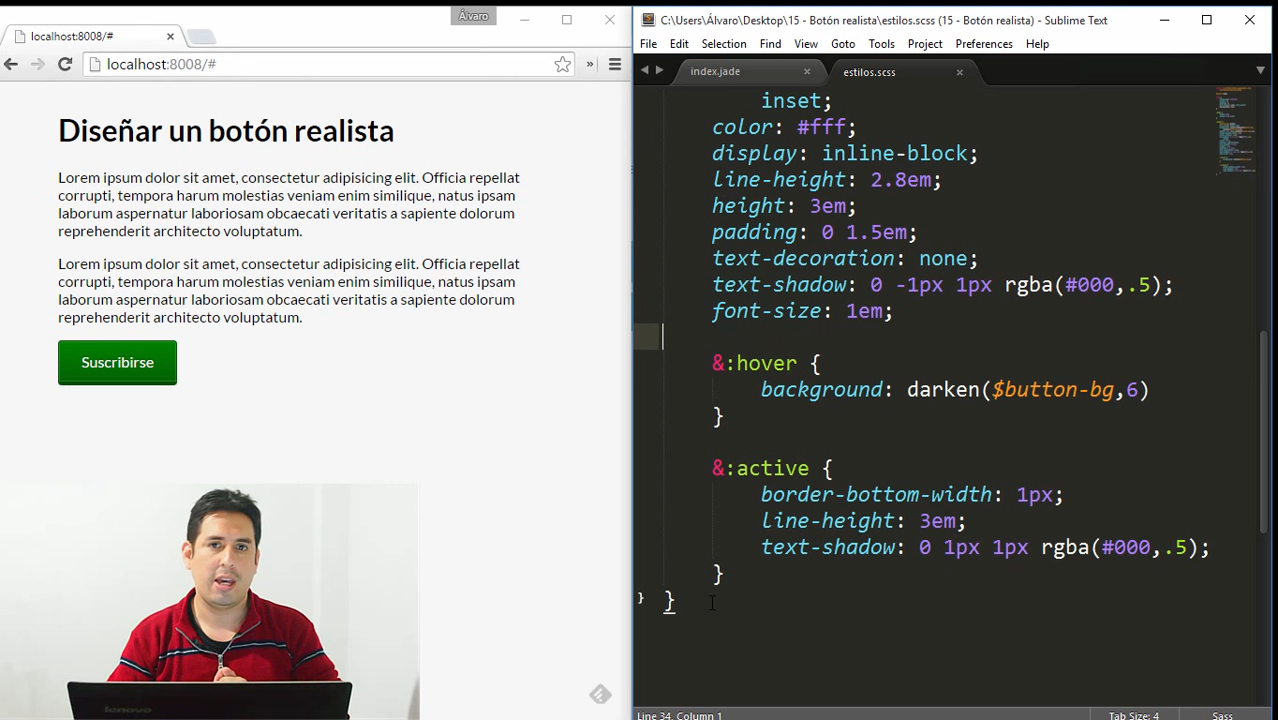 Álvaro
localhost:8008/#
localhost:8008/#
»
Diseñar un botón realista
Lorem ipsum dolor sit amet, consectetur adipisicing elit. Officia repellat
corrupti, tempora harum molestias veniam enim similique, natus ipsam
laborum aspernatur laboriosam obcaecati veritatis a sapiente dolorum
reprehenderit architecto voluptatum.
Lorem ipsum dolor sit amet, consectetur adipisicing elit. Officia repellat
corrupti, tempora harum molestias veniam enim similique, natus ipsam
laborum aspernatur laboriosam obcaecati veritatis a sapiente dolorum
reprehenderit architecto voluptatum.
Suscribirse
lenovo
C:\Users\Álvaro\Desktop\15 - Botón realista\estilos.scss (15 - Botón realista) - Sublime Text
File Edit Selection Find View Goto Tools Project Preferences Help
index.jade
estilos.scss
inset;
color: #fff;
display: inline-block;
line-height: 2.8em;
height: 3em;
padding: 0 1.5em;
text-decoration: none;
text-shadow: 0 -1px 1px rgba(#000,.5);
font-size: 1em;
&:hover {
background: darken($button-bg,6)
}
&:active {
border-bottom-width: 1px;
line-height: 3em;
text-shadow: 0 1px 1px rgba(#000,.5);
}
} }
Line 34, Column 1
Tab Size: 4
Sass